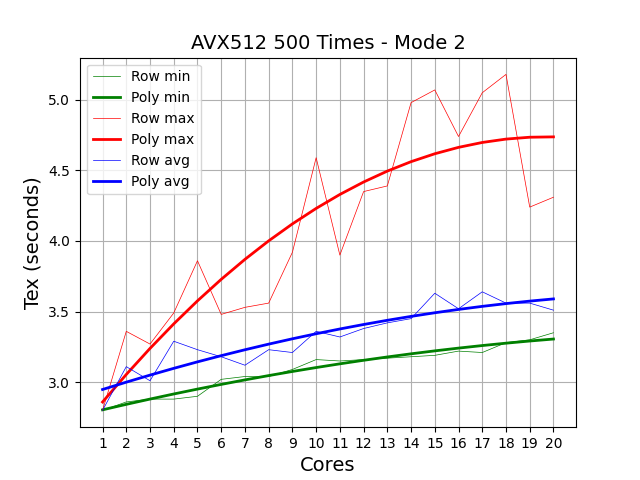 AVX512 500 Times - Mode 2
Row min
Poly min
Row max
Poly max
Row avg
Poly avg
Tex (seconds)
5.0
4.5
4.0
3.5
3.0
1 2 3 4 5 6 7 8 9 10 11 12 13 14 15 16 17 18 19 20
Cores